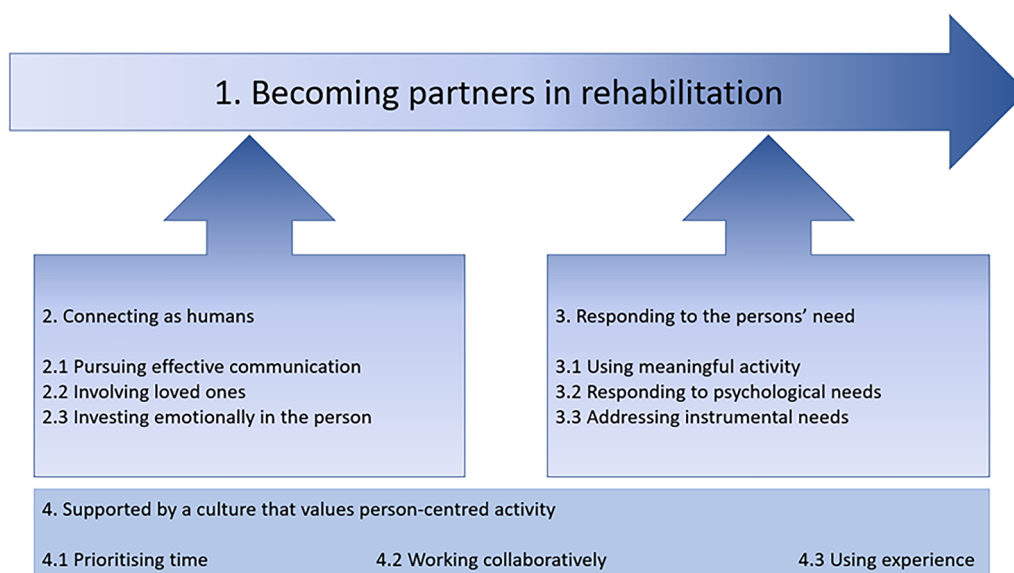 1. Becoming partners in rehabilitation
2. Connecting as humans
2.1 Pursuing effective communication
2.2 Involving loved ones
2.3 Investing emotionally in the person
3. Responding to the persons’ need
3.1 Using meaningful activity
3.2 Responding to psychological needs
3.3 Addressing instrumental needs
4. Supported by a culture that values person-centred activity
4.1 Prioritising time 4.2 Working collaboratively 4.3 Using experience